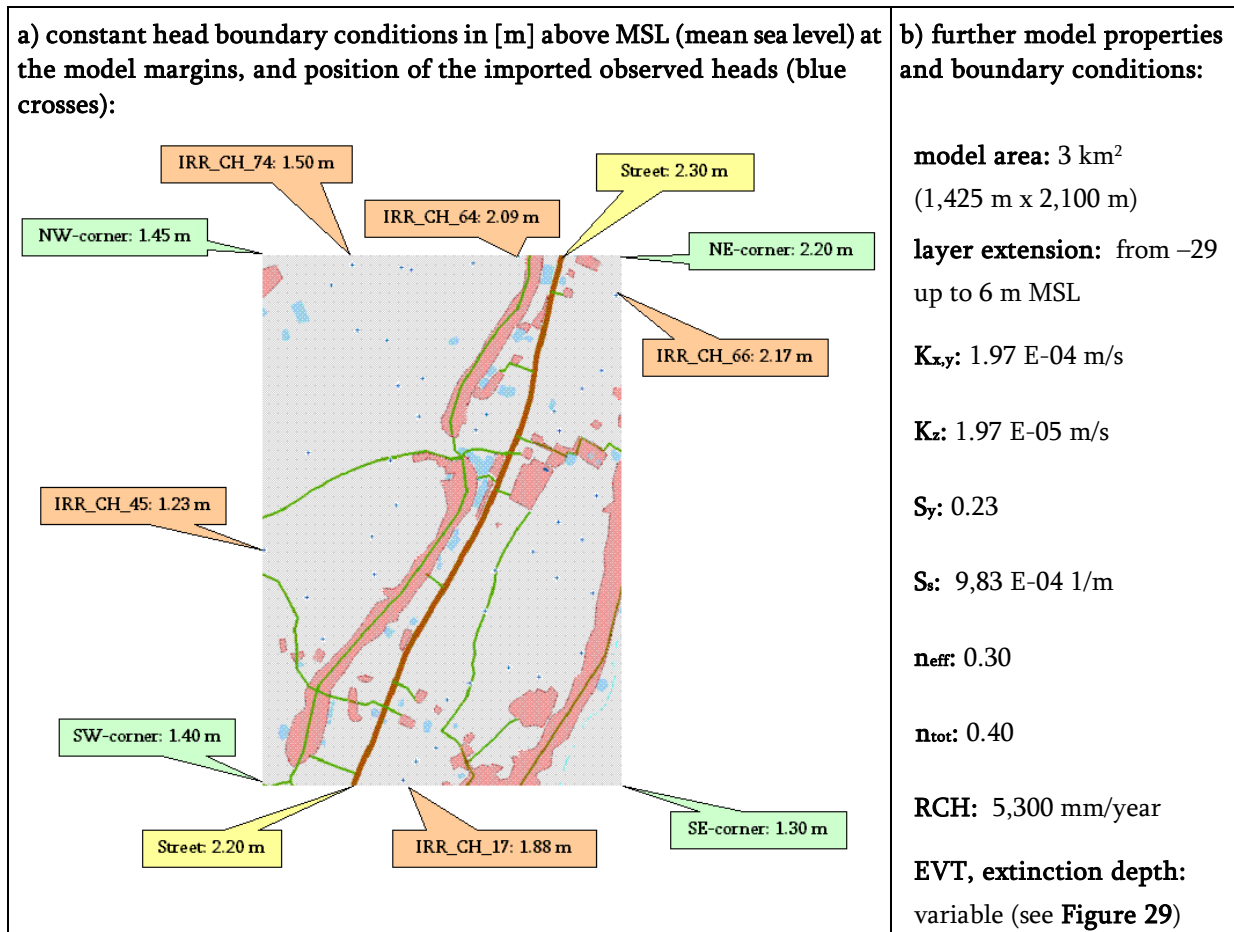 a) constant head boundary conditions in [m] above MSL (mean sea level) at
the model margins, and position of the imported observed heads (blue
crosses):
IRR_CH_74: 1.50 m
Street: 2.30 m
IRR_CH_64: 2.09 m
NW-corner: 1.45 m
NE-corner: 2.20 m
IRR_CH_66: 2.17 m
IRR_CH_45: 1.23 m
SW-corner: 1.40 m
SE-corner: 1.30 m
Street: 2.20 m
IRR_CH_17: 1.88 m
b) further model properties
and boundary conditions:
model area: 3 km²
(1,425 m x 2,100 m)
layer extension: from –29
up to 6 m MSL
Kx,y: 1.97 E-04 m/s
Kz: 1.97 E-05 m/s
Sy: 0.23
Ss: 9,83 E-04 1/m
neff: 0.30
ntot: 0.40
RCH: 5,300 mm/year
EVT, extinction depth:
variable (see Figure 29)